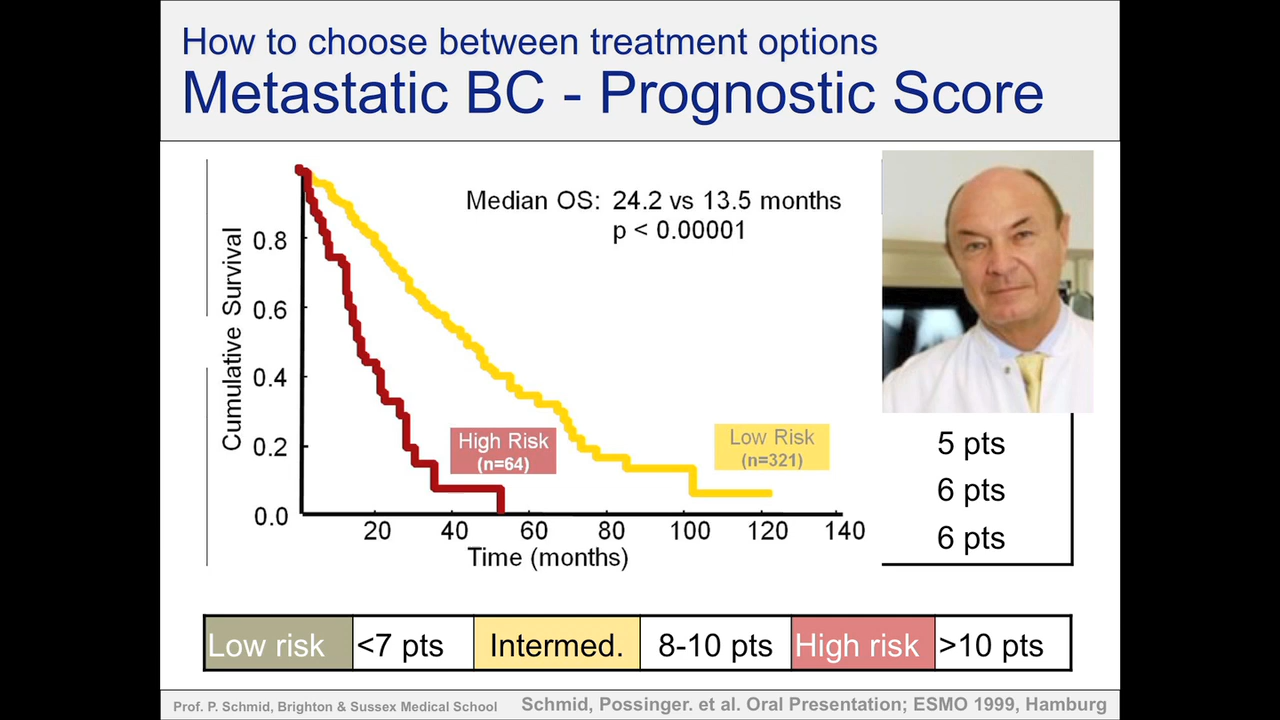 How to choose between treatment options
Metastatic BC - Prognostic Score
Median OS: 24.2 vs 13.5 months
p < 0.00001
Cumulative Survival
0.8
0.6
0.4
0.2
0.0
High Risk
(n=64)
Low Risk
(n=321)
20 40 60 80 100 120 140
Time (months)
5 pts
6 pts
6 pts
Low risk <7 pts Intermed. 8-10 pts High risk >10 pts
Prof. P. Schmid, Brighton & Sussex Medical School Schmid, Possinger. et al. Oral Presentation; ESMO 1999, Hamburg